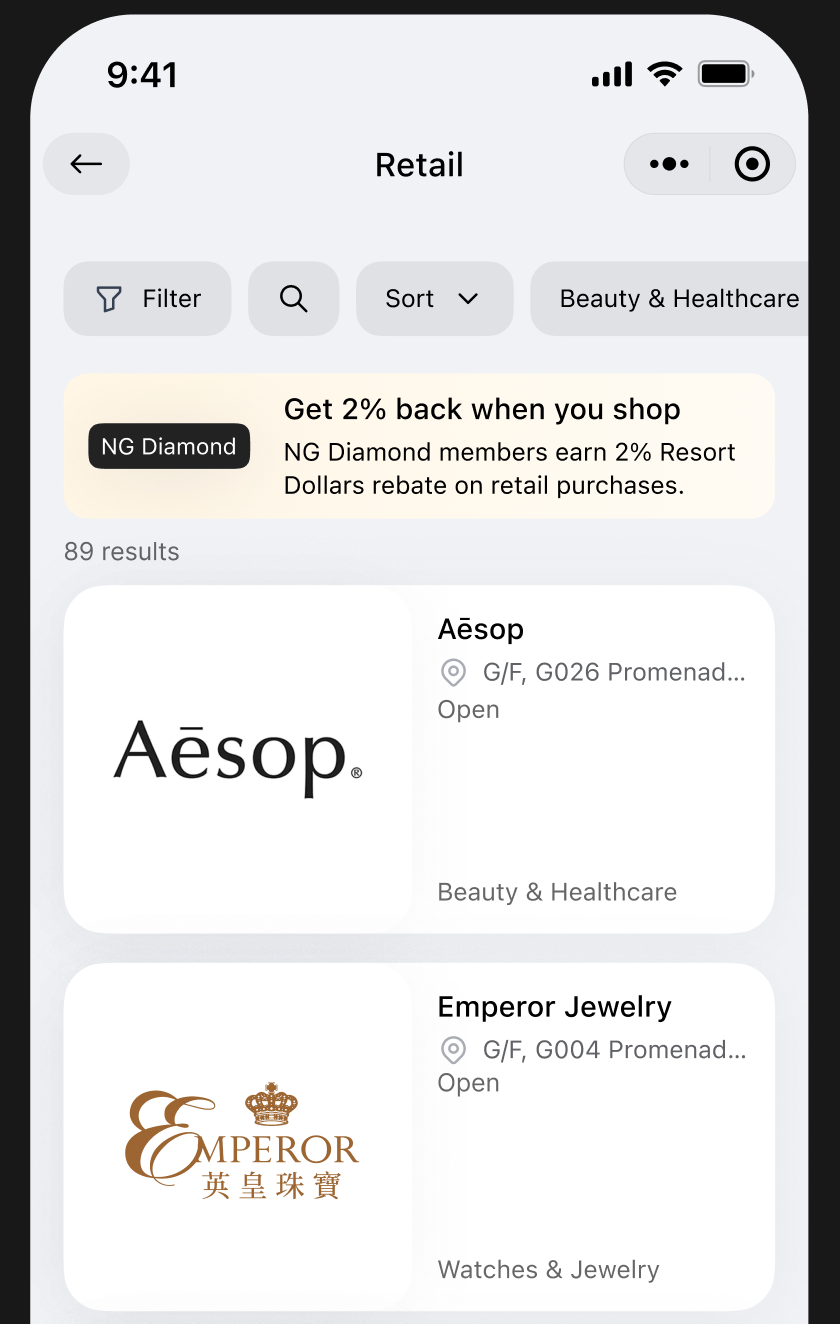 9:41
Retail
Filter
Sort
Beauty & Healthcare
NG Diamond
Get 2% back when you shop
NG Diamond members earn 2% Resort
Dollars rebate on retail purchases.
89 results
Aēsop®
Aēsop
G/F, G026 Promenad...
Open
Beauty & Healthcare
EMPEROR
英皇珠寶
Emperor Jewelry
G/F, G004 Promenad...
Open
Watches & Jewelry